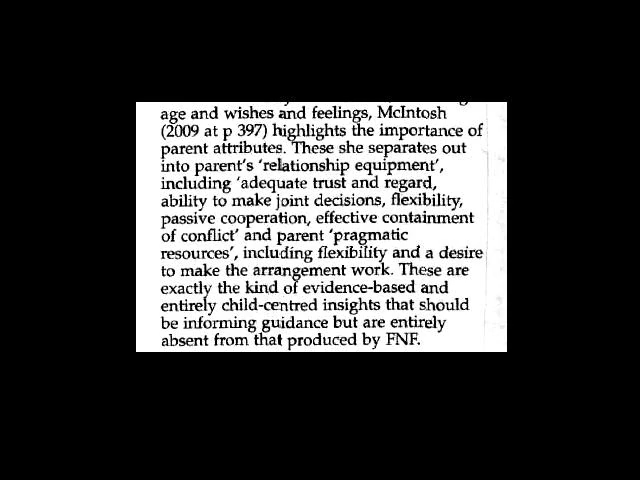 age and wishes and feelings, McIntosh
(2009 at p 397) highlights the importance of
parent attributes. These she separates out
into parent's 'relationship equipment',
including 'adequate trust and regard,
ability to make joint decisions, flexibility,
passive cooperation, effective containment
of conflict' and parent 'pragmatic
resources', including flexibility and a desire
to make the arrangement work. These are
exactly the kind of evidence-based and
entirely child-centred insights that should
be informing guidance but are entirely
absent from that produced by FNF.